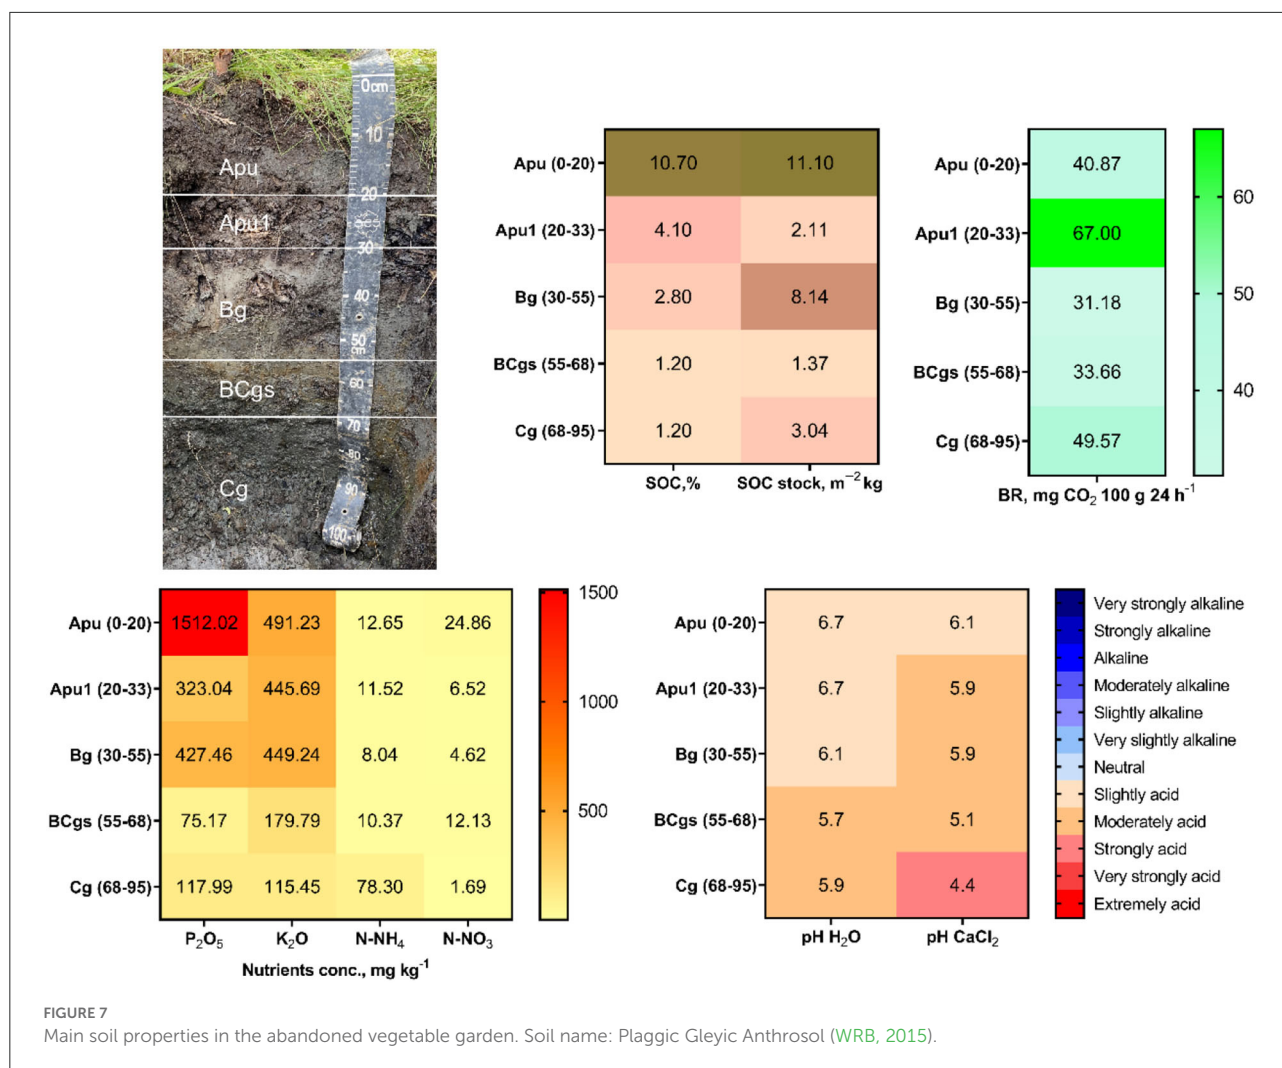 0cm
10
20
30
40
50
cm
60
70
80
90
100
Apu
Apu1
Bg
BCgs
Cg
Apu (0-20) 10.70 11.10
Apu1 (20-33) 4.10 2.11
Bg (30-55) 2.80 8.14
BCgs (55-68) 1.20 1.37
Cg (68-95) 1.20 3.04
SOC,% SOC stock, m⁻² kg
Apu (0-20) 40.87
Apu1 (20-33) 67.00
Bg (30-55) 31.18
BCgs (55-68) 33.66
Cg (68-95) 49.57
BR, mg CO₂ 100 g 24 h⁻¹
60
50
40
Apu (0-20) 1512.02 491.23 12.65 24.86
Apu1 (20-33) 323.04 445.69 11.52 6.52
Bg (30-55) 427.46 449.24 8.04 4.62
BCgs (55-68) 75.17 179.79 10.37 12.13
Cg (68-95) 117.99 115.45 78.30 1.69
P₂O₅ K₂O N-NH₄ N-NO₃
Nutrients conc., mg kg⁻¹
1500
1000
500
Apu (0-20) 6.7 6.1
Apu1 (20-33) 6.7 5.9
Bg (30-55) 6.1 5.9
BCgs (55-68) 5.7 5.1
Cg (68-95) 5.9 4.4
pH H₂O pH CaCl₂
Very strongly alkaline
Strongly alkaline
Alkaline
Moderately alkaline
Slightly alkaline
Very slightly alkaline
Neutral
Slightly acid
Moderately acid
Strongly acid
Very strongly acid
Extremely acid
FIGURE 7
Main soil properties in the abandoned vegetable garden. Soil name: Plaggic Gleyic Anthrosol (WRB, 2015).